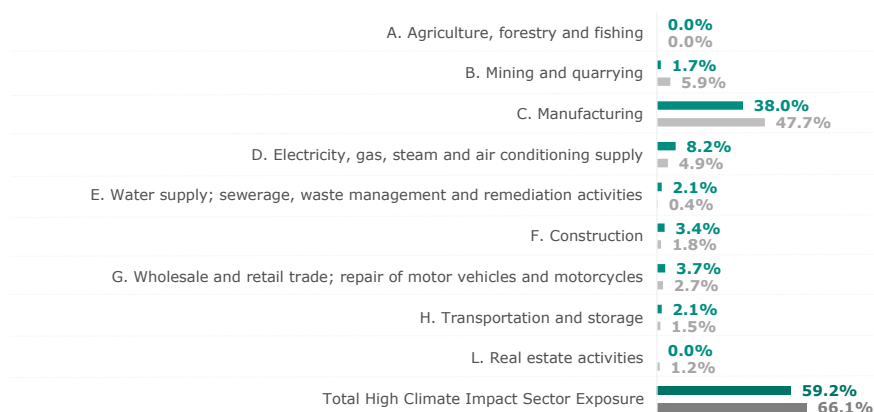 A. Agriculture, forestry and fishing 0.0%
0.0%
B. Mining and quarrying 1.7%
5.9%
C. Manufacturing 38.0%
47.7%
D. Electricity, gas, steam and air conditioning supply 8.2%
4.9%
E. Water supply; sewerage, waste management and remediation activities 2.1%
0.4%
F. Construction 3.4%
1.8%
G. Wholesale and retail trade; repair of motor vehicles and motorcycles 3.7%
2.7%
H. Transportation and storage 2.1%
1.5%
L. Real estate activities 0.0%
1.2%
Total High Climate Impact Sector Exposure 59.2%
66.1%